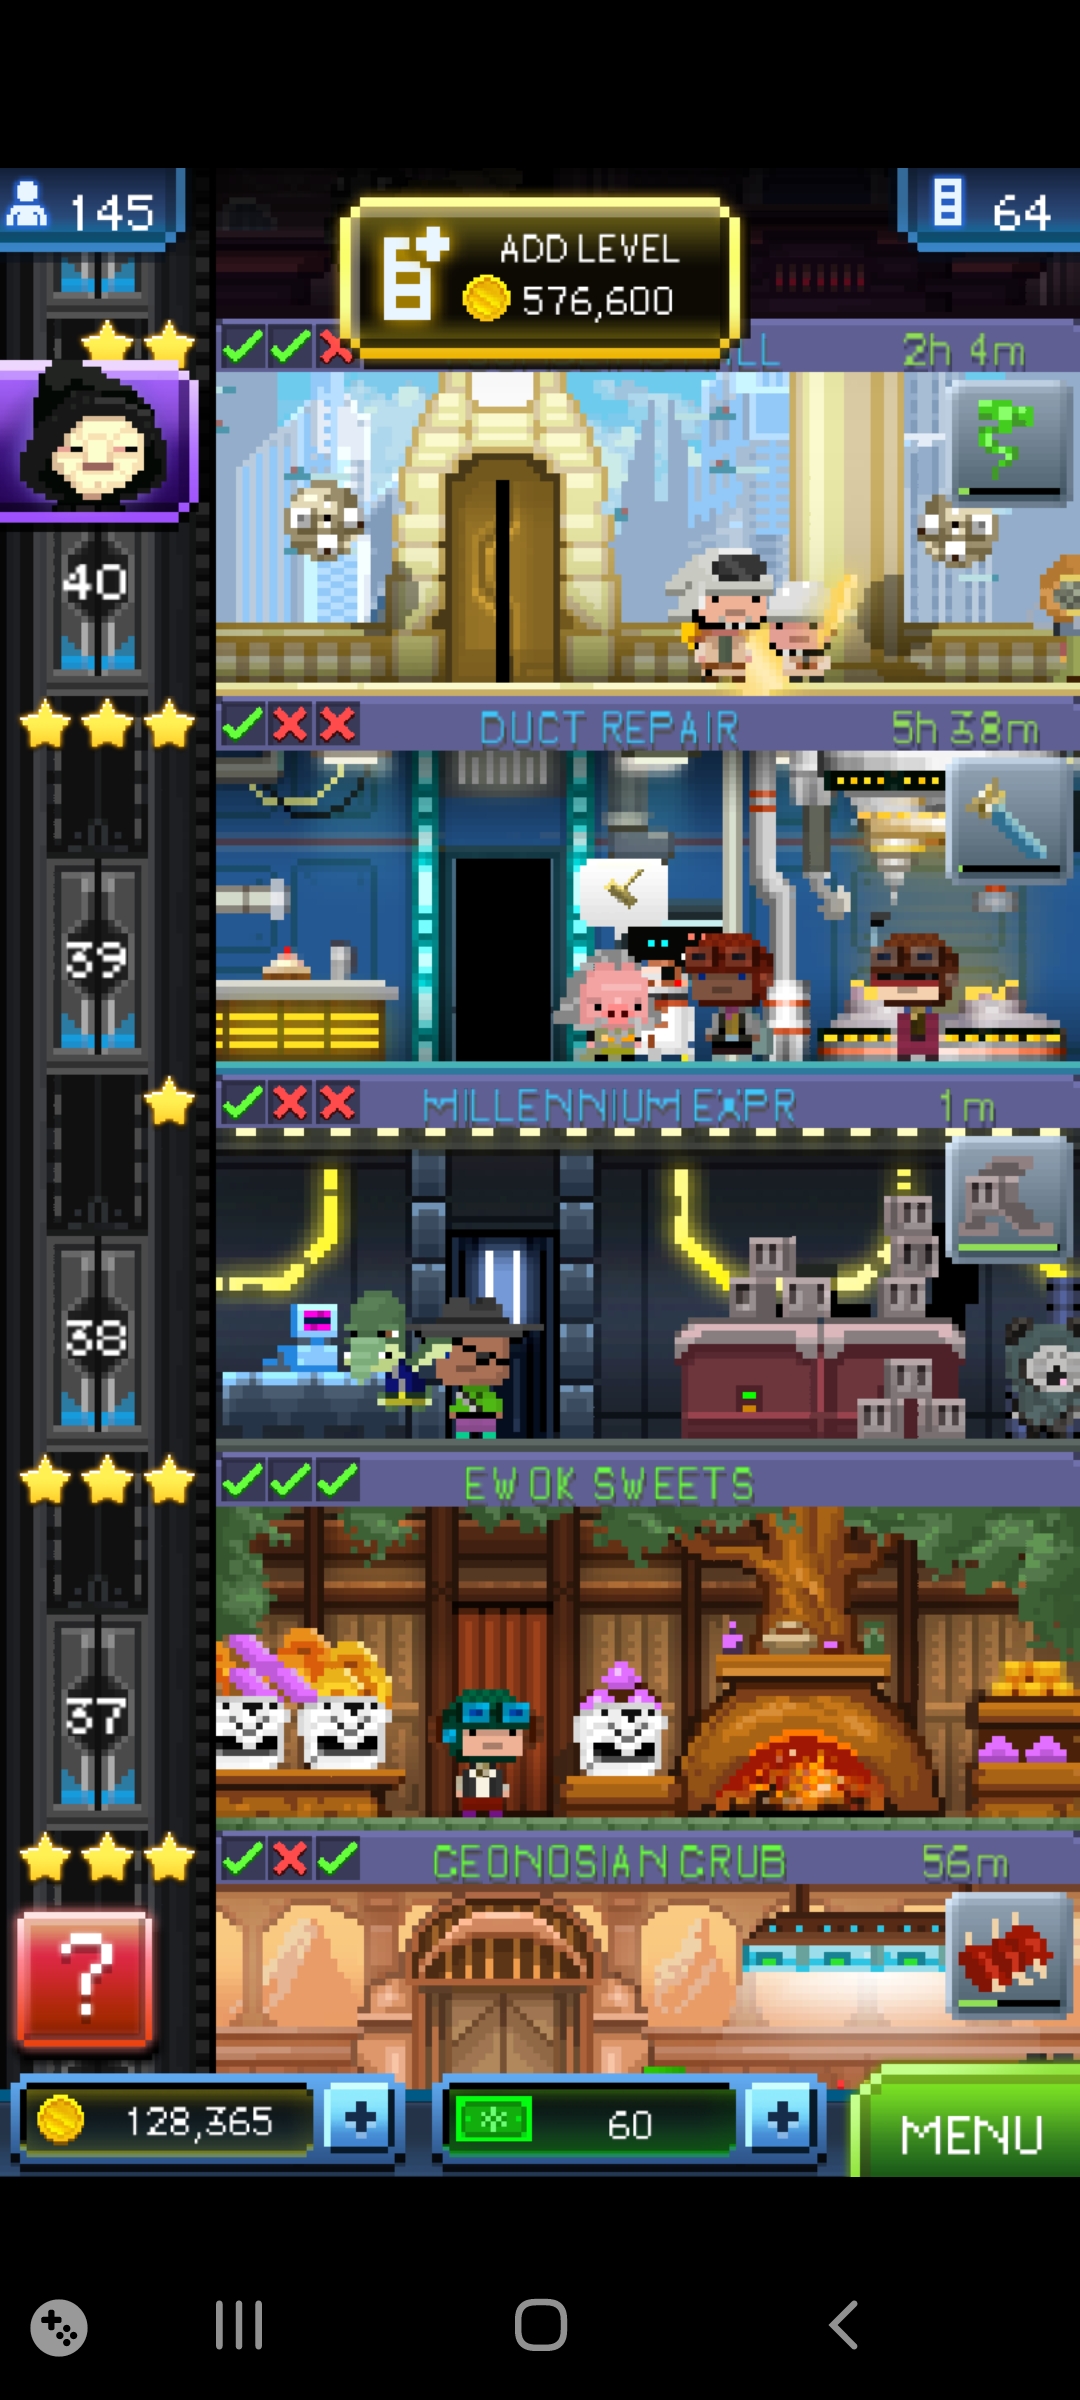 145
64
ADD LEVEL
576,600
LL
2h 4m
40
DUCT REPAIR
5h 38m
39
MILLENNIUM EXPR
1m
38
EWOK SWEETS
37
GEONOSIAN GRUB
56m
?
128,365
+
60
+
MENU